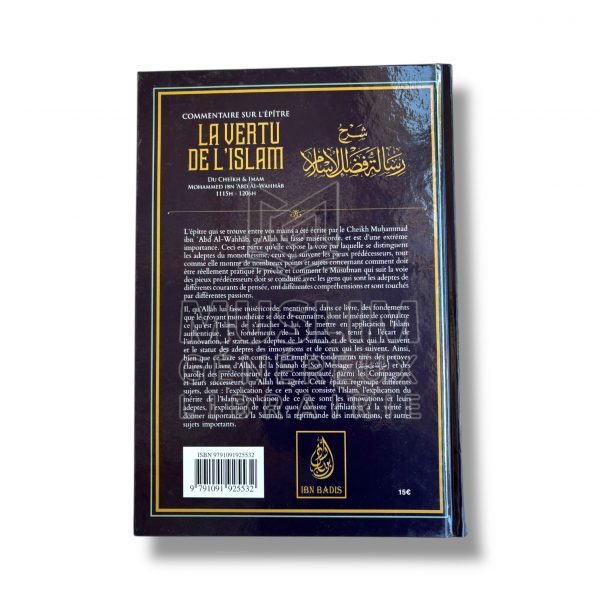 COMMENTAIRE SUR L'ÉPÎTRE
LA VERTU
DE L'ISLAM
DU CHEÏKH & IMAM
MOHAMMED IBN 'ABD AL-WAHHÂB
1115H - 1206H
شرح
رسالة فضل الإسلام
L'épître qui se trouve entre vos mains a été écrite par le Cheikh Muhammad
ibn 'Abd Al-Wahhâb, qu'Allah lui fasse miséricorde, et est d'une extrême
importance. Ceci est parce qu'elle expose la voie par laquelle se distinguent
les adeptes du monothéisme, ceux qui suivent les pieux prédécesseurs, tout
comme elle montre de nombreux points et sujets concernant comment doit
être réellement pratiqué le prêche et comment le Musulman qui suit la voie
des pieux prédécesseurs doit se conduire avec les gens qui sont les adeptes de
différents courants de pensée, ont différentes compréhensions et sont touchés
par différentes passions.
Il, qu'Allah lui fasse miséricorde, mentionne, dans ce livre, des fondements
que le croyant monothéiste se doit de connaître, dont le mérite de connaître
ce qu'est l'Islam, s'attacher à cela, de mettre en application l'Islam
authentique, les fondements de la Sunnah, se tenir à l'écart de
l'innovation, le statut des adeptes de la Sunnah et de ceux qui la suivent
et le statut des adeptes des innovations et de ceux qui les suivent. Ainsi,
bien que ce livre soit concis, il est empli de fondements tirés des preuves
claires du Livre d'Allah, de la Sunnah de Son Messager (ﷺ) et des
paroles des prédécesseurs de cette communauté, parmi les Compagnons
et leurs successeurs, qu'Allah les agrée. Cette épître regroupe différents
sujets, dont : l'explication de ce en quoi consiste l'Islam, l'explication du
mérite de l'Islam, l'explication de ce que sont les innovations et leurs
adeptes, l'explication de ce en quoi consiste l'affiliation à la vérité et
donner importance à la Sunnah, la réprimande des innovations, et autres
sujets importants.
ISBN 9791091925532
9 791091 925532
IBN BADIS
15€
MUSLIM
CONNECT